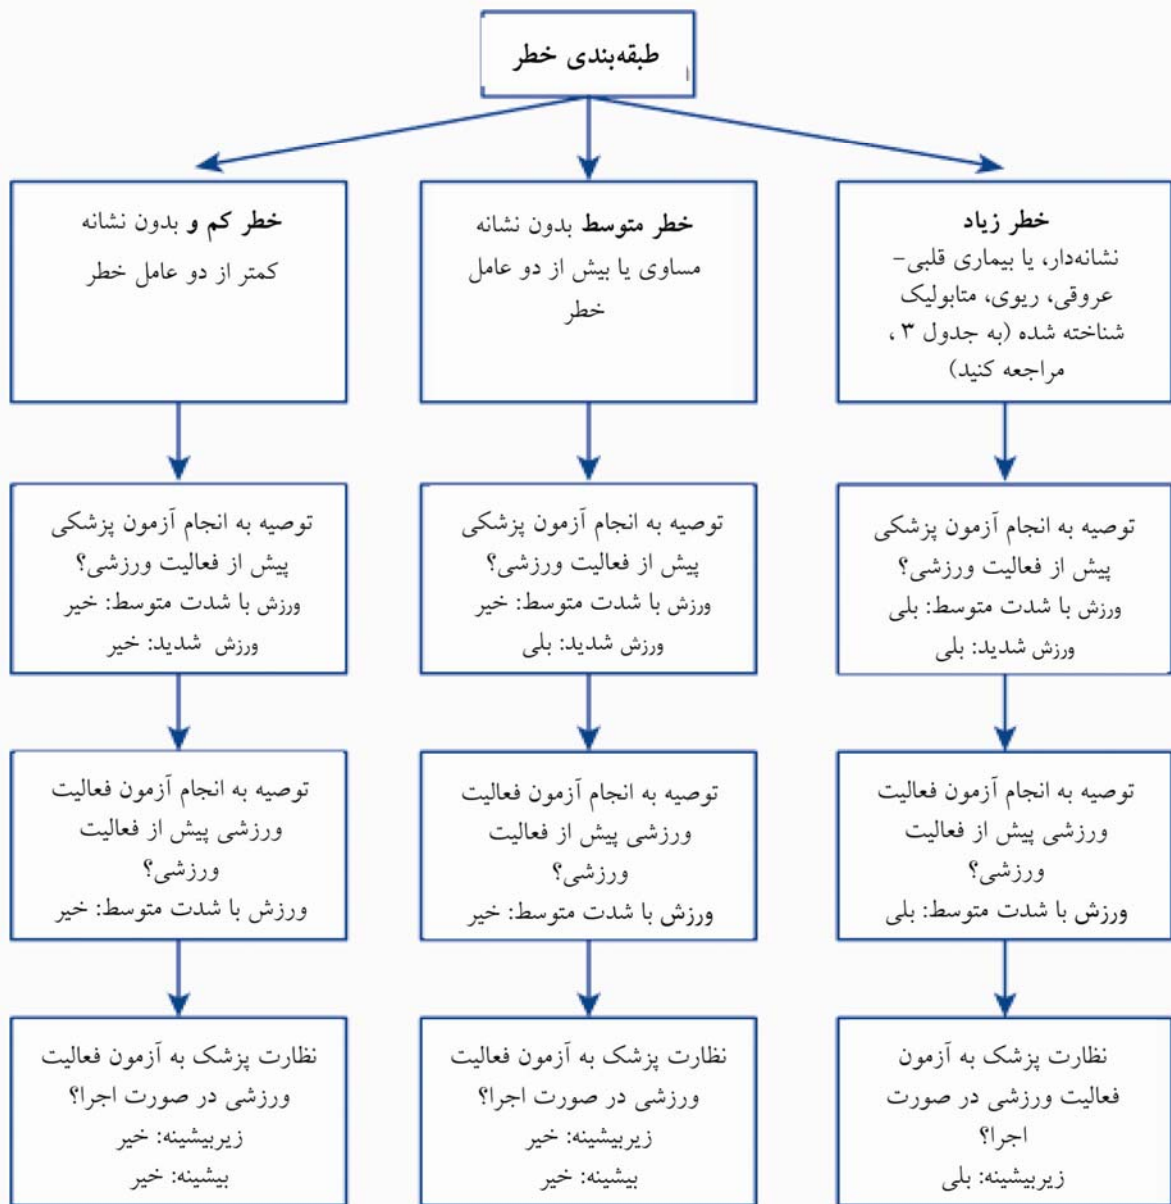 طبقه‌بندی خطر
خطر زیاد
نشانه‌دار، یا بیماری قلبی-
عروقی، ریوی، متابولیک
شناخته شده (به جدول ۳،
مراجعه کنید)
خطر متوسط بدون نشانه
مساوی یا بیش از دو عامل
خطر
خطر کم و بدون نشانه
کمتر از دو عامل خطر
توصیه به انجام آزمون پزشکی
پیش از فعالیت ورزشی؟
ورزش با شدت متوسط: بلی
ورزش شدید: بلی
توصیه به انجام آزمون پزشکی
پیش از فعالیت ورزشی؟
ورزش با شدت متوسط: خیر
ورزش شدید: بلی
توصیه به انجام آزمون پزشکی
پیش از فعالیت ورزشی؟
ورزش با شدت متوسط: خیر
ورزش شدید: خیر
توصیه به انجام آزمون فعالیت
ورزشی پیش از فعالیت
ورزشی؟
ورزش با شدت متوسط: بلی
توصیه به انجام آزمون فعالیت
ورزشی پیش از فعالیت
ورزشی؟
ورزش با شدت متوسط: خیر
توصیه به انجام آزمون فعالیت
ورزشی پیش از فعالیت
ورزشی؟
ورزش با شدت متوسط: خیر
نظارت پزشک به آزمون
فعالیت ورزشی در صورت
اجرا؟
زیربیشینه: بلی
نظارت پزشک به آزمون فعالیت
ورزشی در صورت اجرا؟
زیربیشینه: خیر
بیشینه: خیر
نظارت پزشک به آزمون فعالیت
ورزشی در صورت اجرا؟
زیربیشینه: خیر
بیشینه: خیر